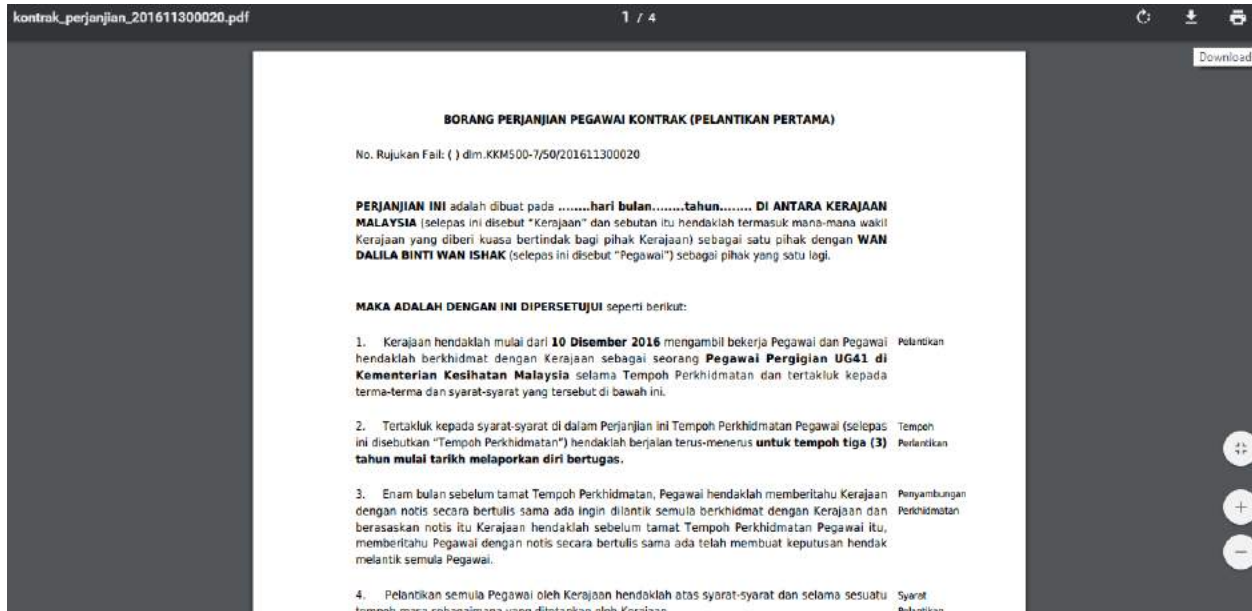 kontrak_perjanjian_201611300020.pdf
1 / 4
Download
BORANG PERJANJIAN PEGAWAI KONTRAK (PELANTIKAN PERTAMA)
No. Rujukan Fail: ( ) dlm.KKM500-7/50/201611300020
PERJANJIAN INI adalah dibuat pada ........hari bulan........tahun........ DI ANTARA KERAJAAN
MALAYSIA (selepas ini disebut "Kerajaan" dan sebutan itu hendaklah termasuk mana-mana wakil
Kerajaan yang diberi kuasa bertindak bagi pihak Kerajaan) sebagai satu pihak dengan WAN
DALILA BINTI WAN ISHAK (selepas ini disebut "Pegawai") sebagai pihak yang satu lagi.
MAKA ADALAH DENGAN INI DIPERSETUJUI seperti berikut:
1. Kerajaan hendaklah mulai dari 10 Disember 2016 mengambil bekerja Pegawai dan Pegawai Pelantikan
hendaklah berkhidmat dengan Kerajaan sebagai seorang Pegawai Pergigian UG41 di
Kementerian Kesihatan Malaysia selama Tempoh Perkhidmatan dan tertakluk kepada
terma-terma dan syarat-syarat yang tersebut di bawah ini.
2. Tertakluk kepada syarat-syarat di dalam Perjanjian ini Tempoh Perkhidmatan Pegawai (selepas Tempoh
ini disebutkan "Tempoh Perkhidmatan") hendaklah berjalan terus-menerus untuk tempoh tiga (3) Perlantikan
tahun mulai tarikh melaporkan diri bertugas.
3. Enam bulan sebelum tamat Tempoh Perkhidmatan, Pegawai hendaklah memberitahu Kerajaan Penyambungan
dengan notis secara bertulis sama ada ingin dilantik semula berkhidmat dengan Kerajaan dan Perkhidmatan
berasaskan notis itu Kerajaan hendaklah sebelum tamat Tempoh Perkhidmatan Pegawai itu,
memberitahu Pegawai dengan notis secara bertulis sama ada telah membuat keputusan hendak
melantik semula Pegawai.
4. Pelantikan semula Pegawai oleh Kerajaan hendaklah atas syarat-syarat dan selama sesuatu Syarat
tempoh masa sebagaimana yang ditetapkan oleh Kerajaan Pelantikan